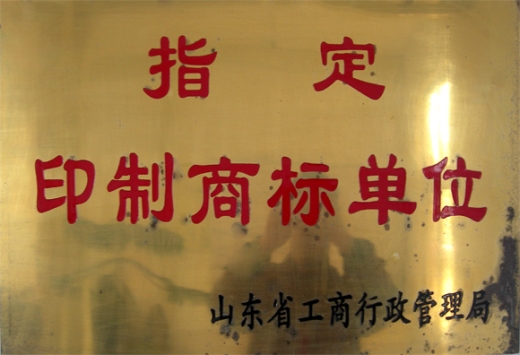 指定
印制商标单位
山东省工商行政管理局